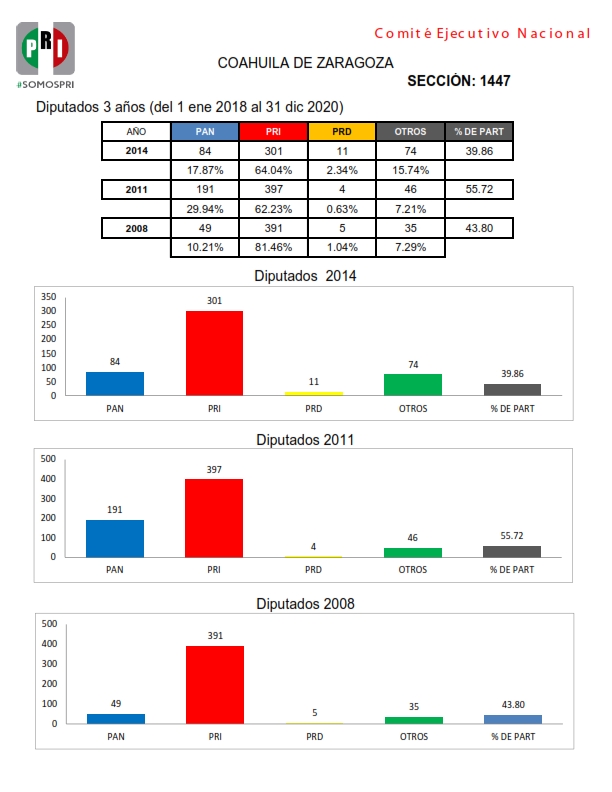 PRI
#SOMOSPRI
Comité Ejecutivo Nacional
COAHUILA DE ZARAGOZA
SECCIÓN: 1447
Diputados 3 años (del 1 ene 2018 al 31 dic 2020)
AÑO PAN PRI PRD OTROS % DE PART
2014 84 301 11 74 39.86
17.87% 64.04% 2.34% 15.74%
2011 191 397 4 46 55.72
29.94% 62.23% 0.63% 7.21%
2008 49 391 5 35 43.80
10.21% 81.46% 1.04% 7.29%
Diputados 2014
350
300
250
200
150
100
50
0
84 301 11 74 39.86
PAN PRI PRD OTROS % DE PART
Diputados 2011
500
400
300
200
100
0
191 397 4 46 55.72
PAN PRI PRD OTROS % DE PART
Diputados 2008
500
400
300
200
100
0
49 391 5 35 43.80
PAN PRI PRD OTROS % DE PART